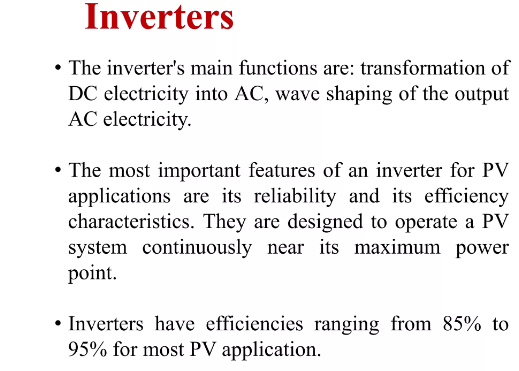 Inverters
• The inverter's main functions are: transformation of
DC electricity into AC, wave shaping of the output
AC electricity.
• The most important features of an inverter for PV
applications are its reliability and its efficiency
characteristics. They are designed to operate a PV
system continuously near its maximum power
point.
• Inverters have efficiencies ranging from 85% to
95% for most PV application.